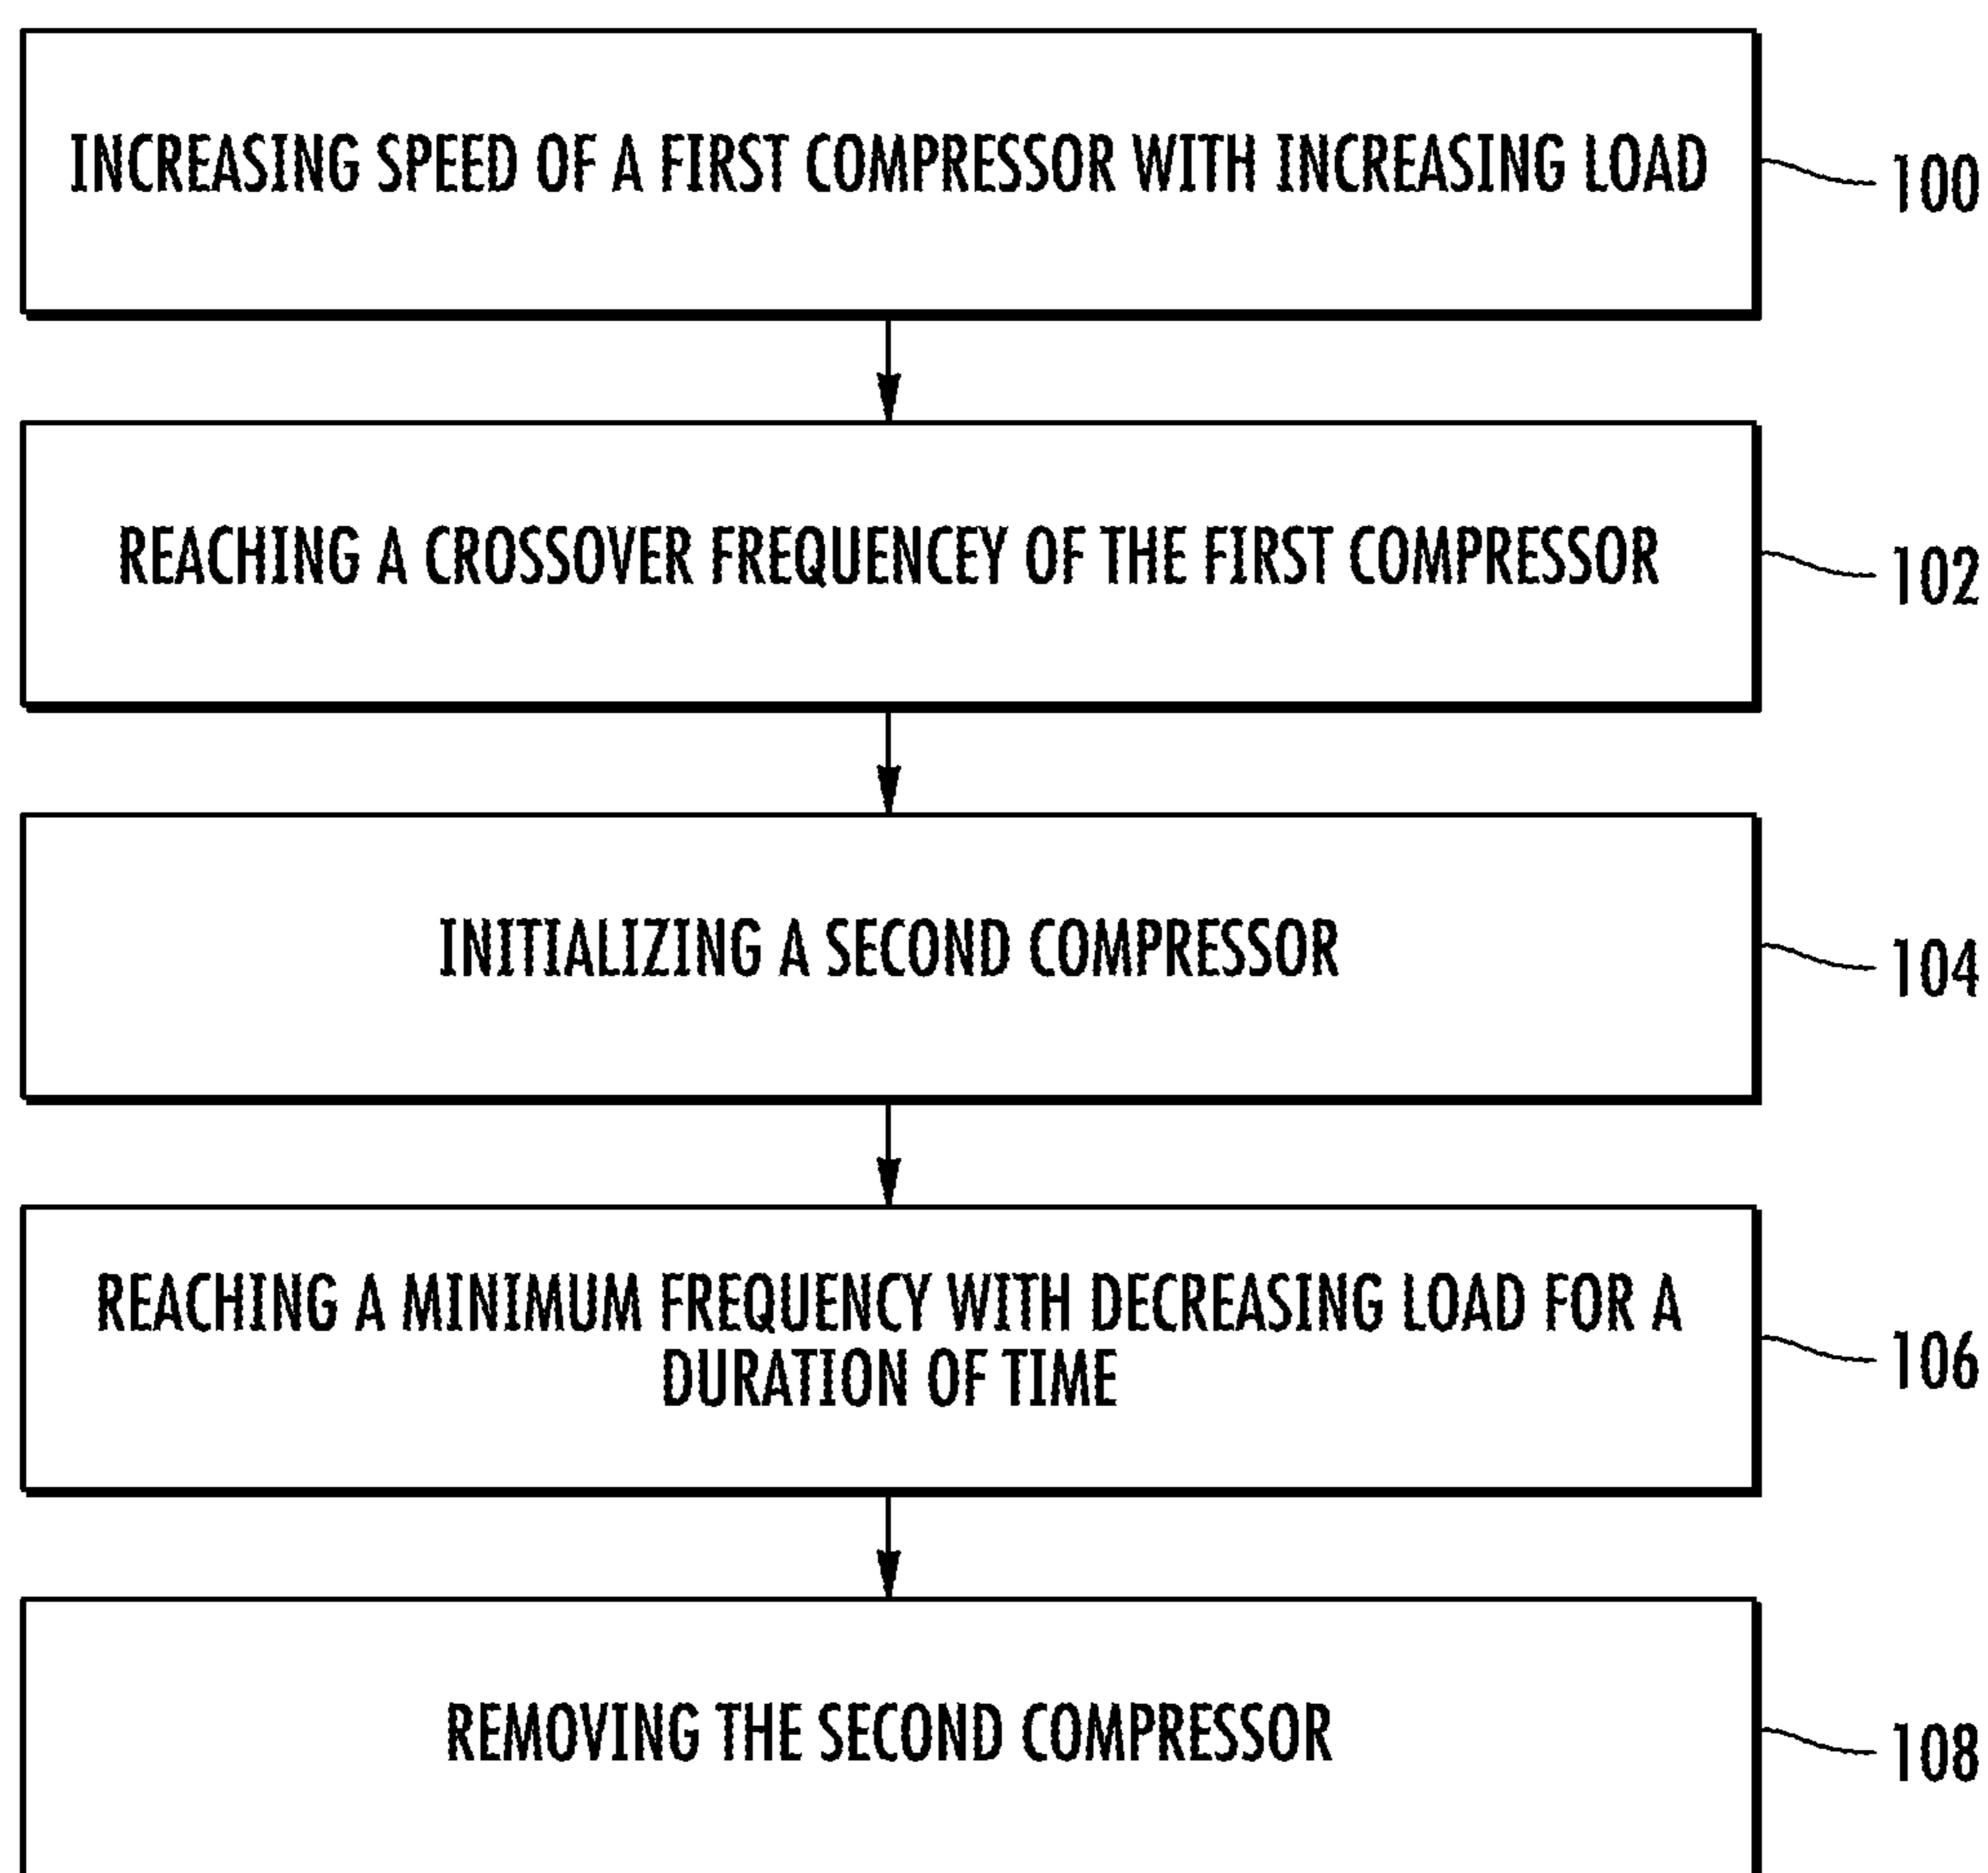 INCREASING SPEED OF A FIRST COMPRESSOR WITH INCREASING LOAD
100
REACHING A CROSSOVER FREQUENCEY OF THE FIRST COMPRESSOR
102
INITIALIZING A SECOND COMPRESSOR
104
REACHING A MINIMUM FREQUENCY WITH DECREASING LOAD FOR A
DURATION OF TIME
106
REMOVING THE SECOND COMPRESSOR
108